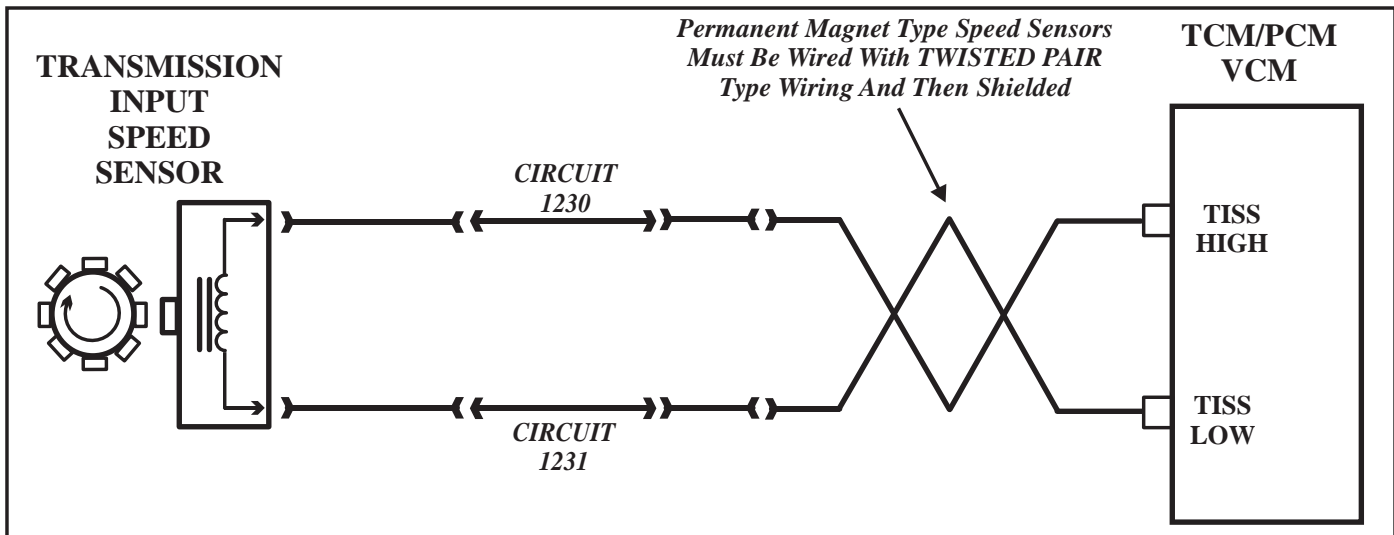 TRANSMISSION
INPUT
SPEED
SENSOR
CIRCUIT
1230
CIRCUIT
1231
Permanent Magnet Type Speed Sensors
Must Be Wired With TWISTED PAIR
Type Wiring And Then Shielded
TCM/PCM
VCM
TISS
HIGH
TISS
LOW